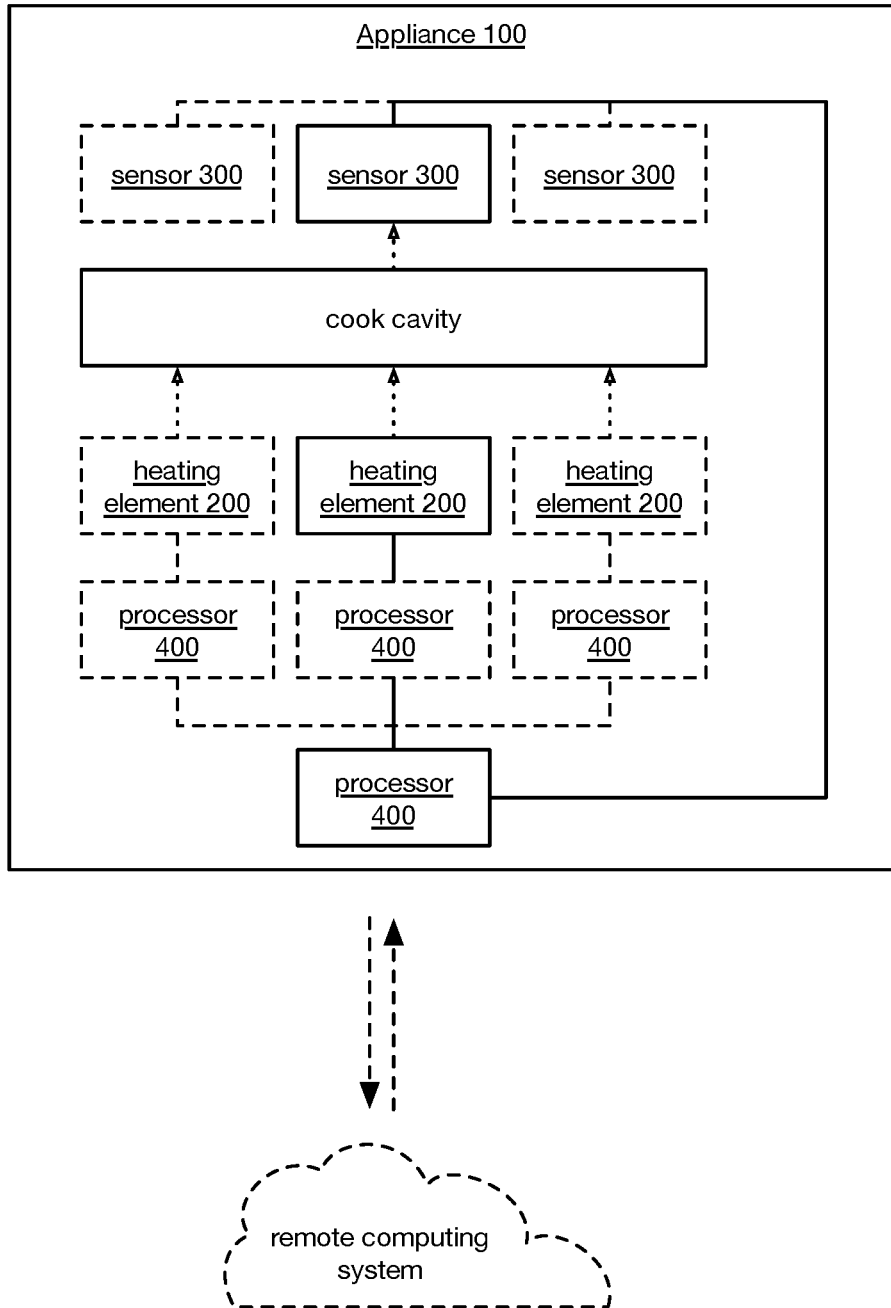 Appliance 100
sensor 300
sensor 300
sensor 300
cook cavity
heating
element 200
heating
element 200
heating
element 200
processor
400
processor
400
processor
400
processor
400
remote computing
system